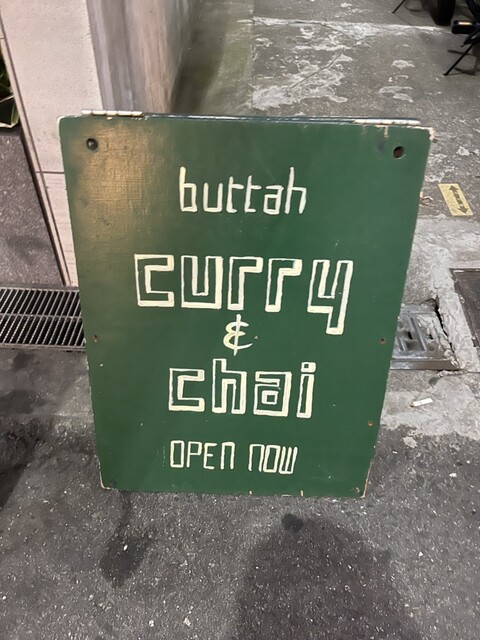 buttah
curry
&
chai
OPEN NOW